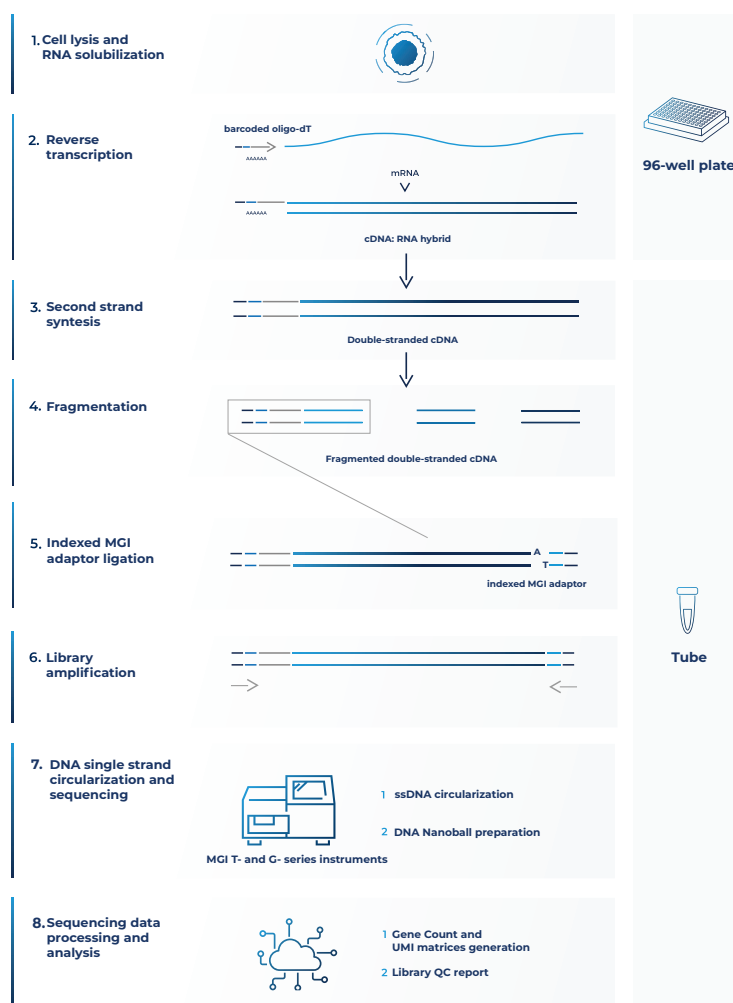 1. Cell lysis and
RNA solubilization
2. Reverse
transcription
barcoded oligo-dT
AAAAAA
mRNA
AAAAAA
cDNA: RNA hybrid
96-well plate
3. Second strand
syntesis
Double-stranded cDNA
4. Fragmentation
Fragmented double-stranded cDNA
5. Indexed MGI
adaptor ligation
A
T
indexed MGI adaptor
6. Library
amplification
Tube
7. DNA single strand
circularization and
sequencing
MGI T- and G- series instruments
1 ssDNA circularization
2 DNA Nanoball preparation
8. Sequencing data
processing and
analysis
1 Gene Count and
UMI matrices generation
2 Library QC report